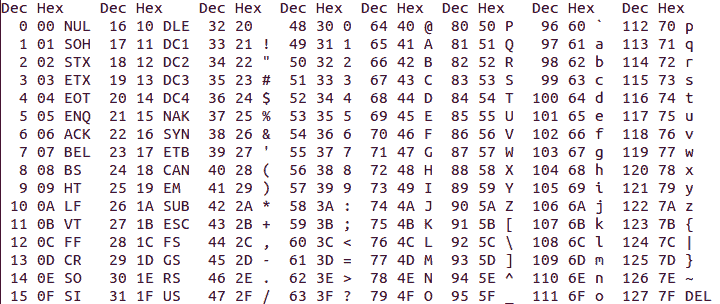 Dec Hex    Dec Hex    Dec Hex  Dec Hex  Dec Hex  Dec Hex   Dec Hex   Dec Hex
  0 00 NUL  16 10 DLE  32 20    48 30 0  64 40 @  80 50 P   96 60 `  112 70 p
  1 01 SOH  17 11 DC1  33 21 !  49 31 1  65 41 A  81 51 Q   97 61 a  113 71 q
  2 02 STX  18 12 DC2  34 22 "  50 32 2  66 42 B  82 52 R   98 62 b  114 72 r
  3 03 ETX  19 13 DC3  35 23 #  51 33 3  67 43 C  83 53 S   99 63 c  115 73 s
  4 04 EOT  20 14 DC4  36 24 $  52 34 4  68 44 D  84 54 T  100 64 d  116 74 t
  5 05 ENQ  21 15 NAK  37 25 %  53 35 5  69 45 E  85 55 U  101 65 e  117 75 u
  6 06 ACK  22 16 SYN  38 26 &  54 36 6  70 46 F  86 56 V  102 66 f  118 76 v
  7 07 BEL  23 17 ETB  39 27 '  55 37 7  71 47 G  87 57 W  103 67 g  119 77 w
  8 08 BS   24 18 CAN  40 28 (  56 38 8  72 48 H  88 58 X  104 68 h  120 78 x
  9 09 HT   25 19 EM   41 29 )  57 39 9  73 49 I  89 59 Y  105 69 i  121 79 y
 10 0A LF   26 1A SUB  42 2A *  58 3A :  74 4A J  90 5A Z  106 6A j  122 7A z
 11 0B VT   27 1B ESC  43 2B +  59 3B ;  75 4B K  91 5B [  107 6B k  123 7B {
 12 0C FF   28 1C FS   44 2C ,  60 3C <  76 4C L  92 5C \  108 6C l  124 7C |
 13 0D CR   29 1D GS   45 2D -  61 3D =  77 4D M  93 5D ]  109 6D m  125 7D }
 14 0E SO   30 1E RS   46 2E .  62 3E >  78 4E N  94 5E ^  110 6E n  126 7E ~
 15 0F SI   31 1F US   47 2F /  63 3F ?  79 4F O  95 5F _  111 6F o  127 7F DEL